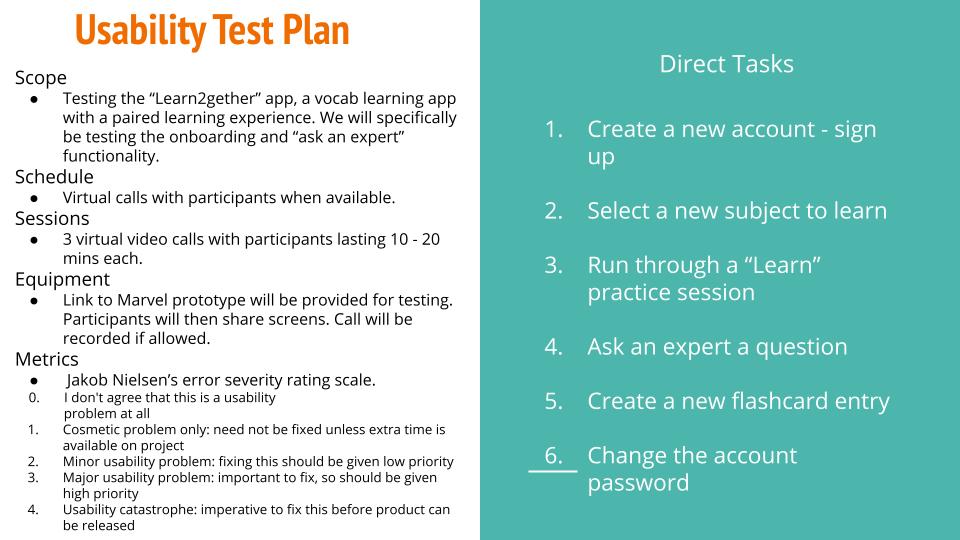 Usability Test Plan
Scope
● Testing the “Learn2gether” app, a vocab learning app
with a paired learning experience. We will specifically
be testing the onboarding and “ask an expert”
functionality.
Schedule
● Virtual calls with participants when available.
Sessions
● 3 virtual video calls with participants lasting 10 - 20
mins each.
Equipment
● Link to Marvel prototype will be provided for testing.
Participants will then share screens. Call will be
recorded if allowed.
Metrics
● Jakob Nielsen’s error severity rating scale.
0. I don't agree that this is a usability
problem at all
1. Cosmetic problem only: need not be fixed unless extra time is
available on project
2. Minor usability problem: fixing this should be given low priority
3. Major usability problem: important to fix, so should be given
high priority
4. Usability catastrophe: imperative to fix this before product can
be released
Direct Tasks
1. Create a new account - sign
up
2. Select a new subject to learn
3. Run through a “Learn”
practice session
4. Ask an expert a question
5. Create a new flashcard entry
6. Change the account
password